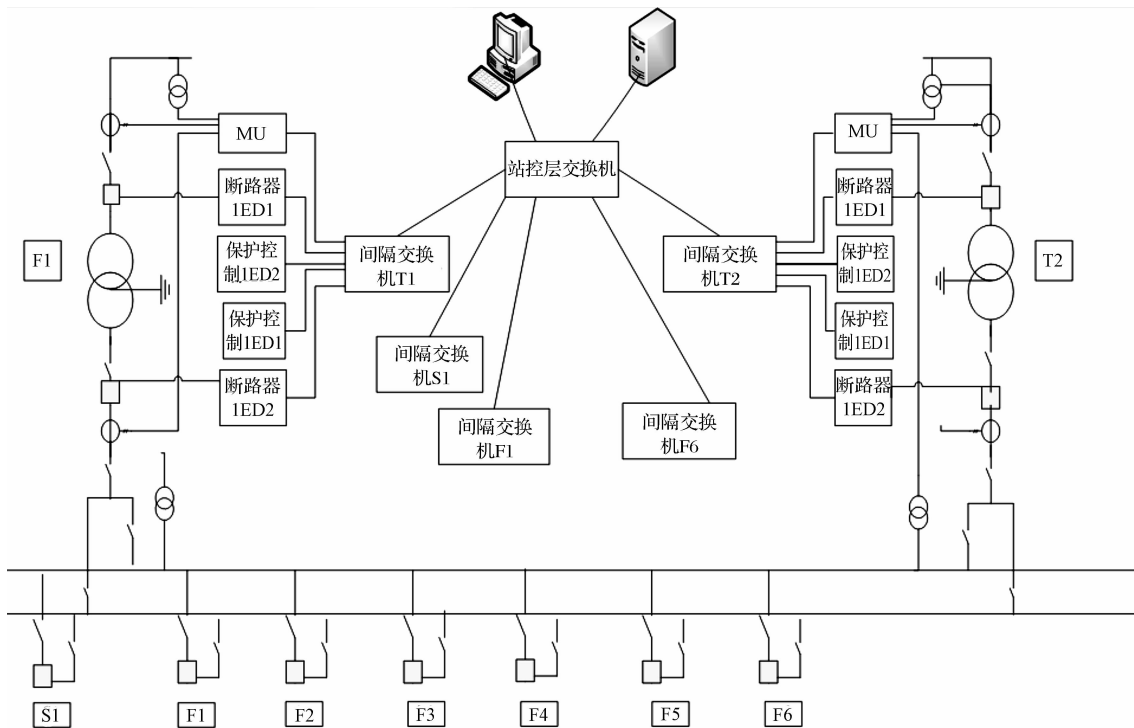 MU
断路器
1ED1
保护控
制1ED2
保护控
制1ED1
断路器
1ED2
F1
间隔交换
机T1
站控层交换机
间隔交换
机S1
间隔交换
机F1
间隔交换
机F6
间隔交换
机T2
MU
断路器
1ED1
保护控
制1ED2
保护控
制1ED1
断路器
1ED2
T2
S1
F1
F2
F3
F4
F5
F6